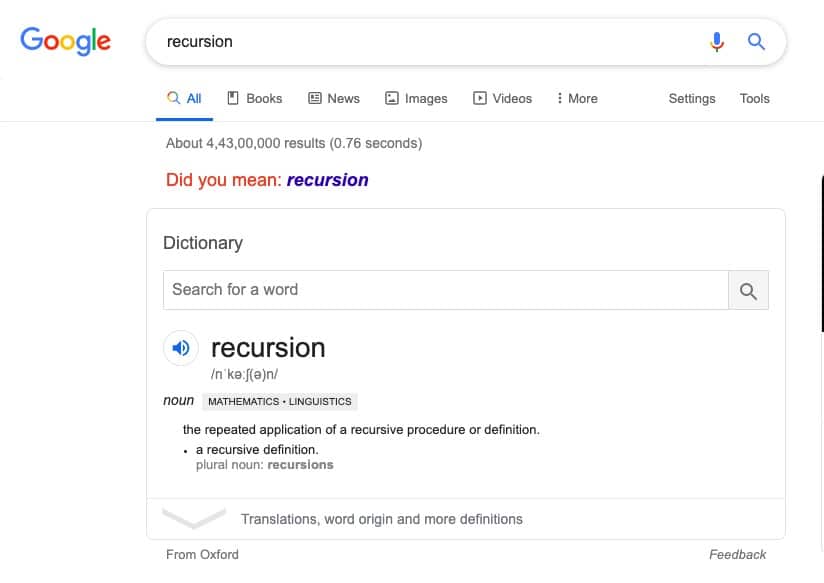 Google
recursion
All Books News Images Videos More Settings Tools
About 4,43,00,000 results (0.76 seconds)
Did you mean: recursion
Dictionary
Search for a word
recursion
/rɪˈkəːʃ(ə)n/
noun MATHEMATICS • LINGUISTICS
the repeated application of a recursive procedure or definition.
• a recursive definition.
plural noun: recursions
Translations, word origin and more definitions
From Oxford Feedback